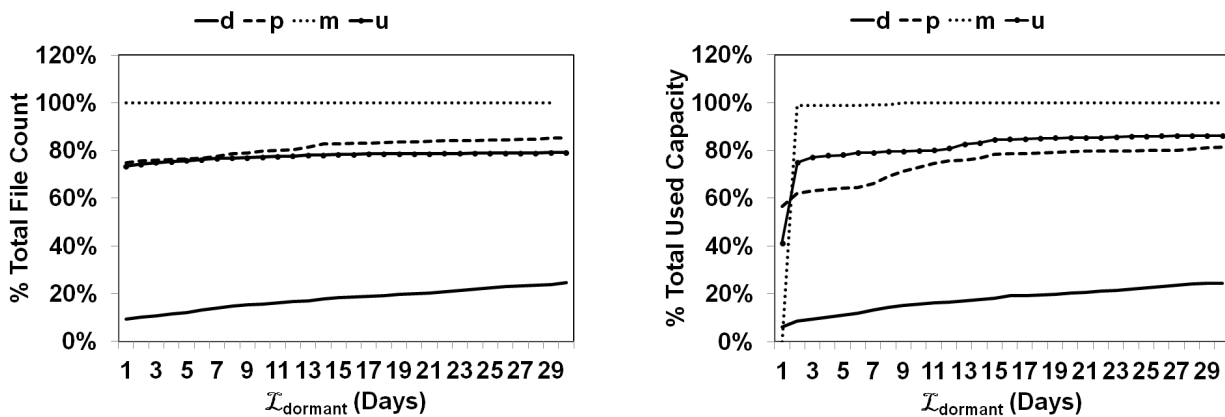 d p m u
120%
100%
80%
60%
40%
20%
0%
% Total File Count
1 3 5 7 9 11 13 15 17 19 21 23 25 27 29
ℐdormant (Days)
d p m u
120%
100%
80%
60%
40%
20%
0%
% Total Used Capacity
1 3 5 7 9 11 13 15 17 19 21 23 25 27 29
ℐdormant (Days)